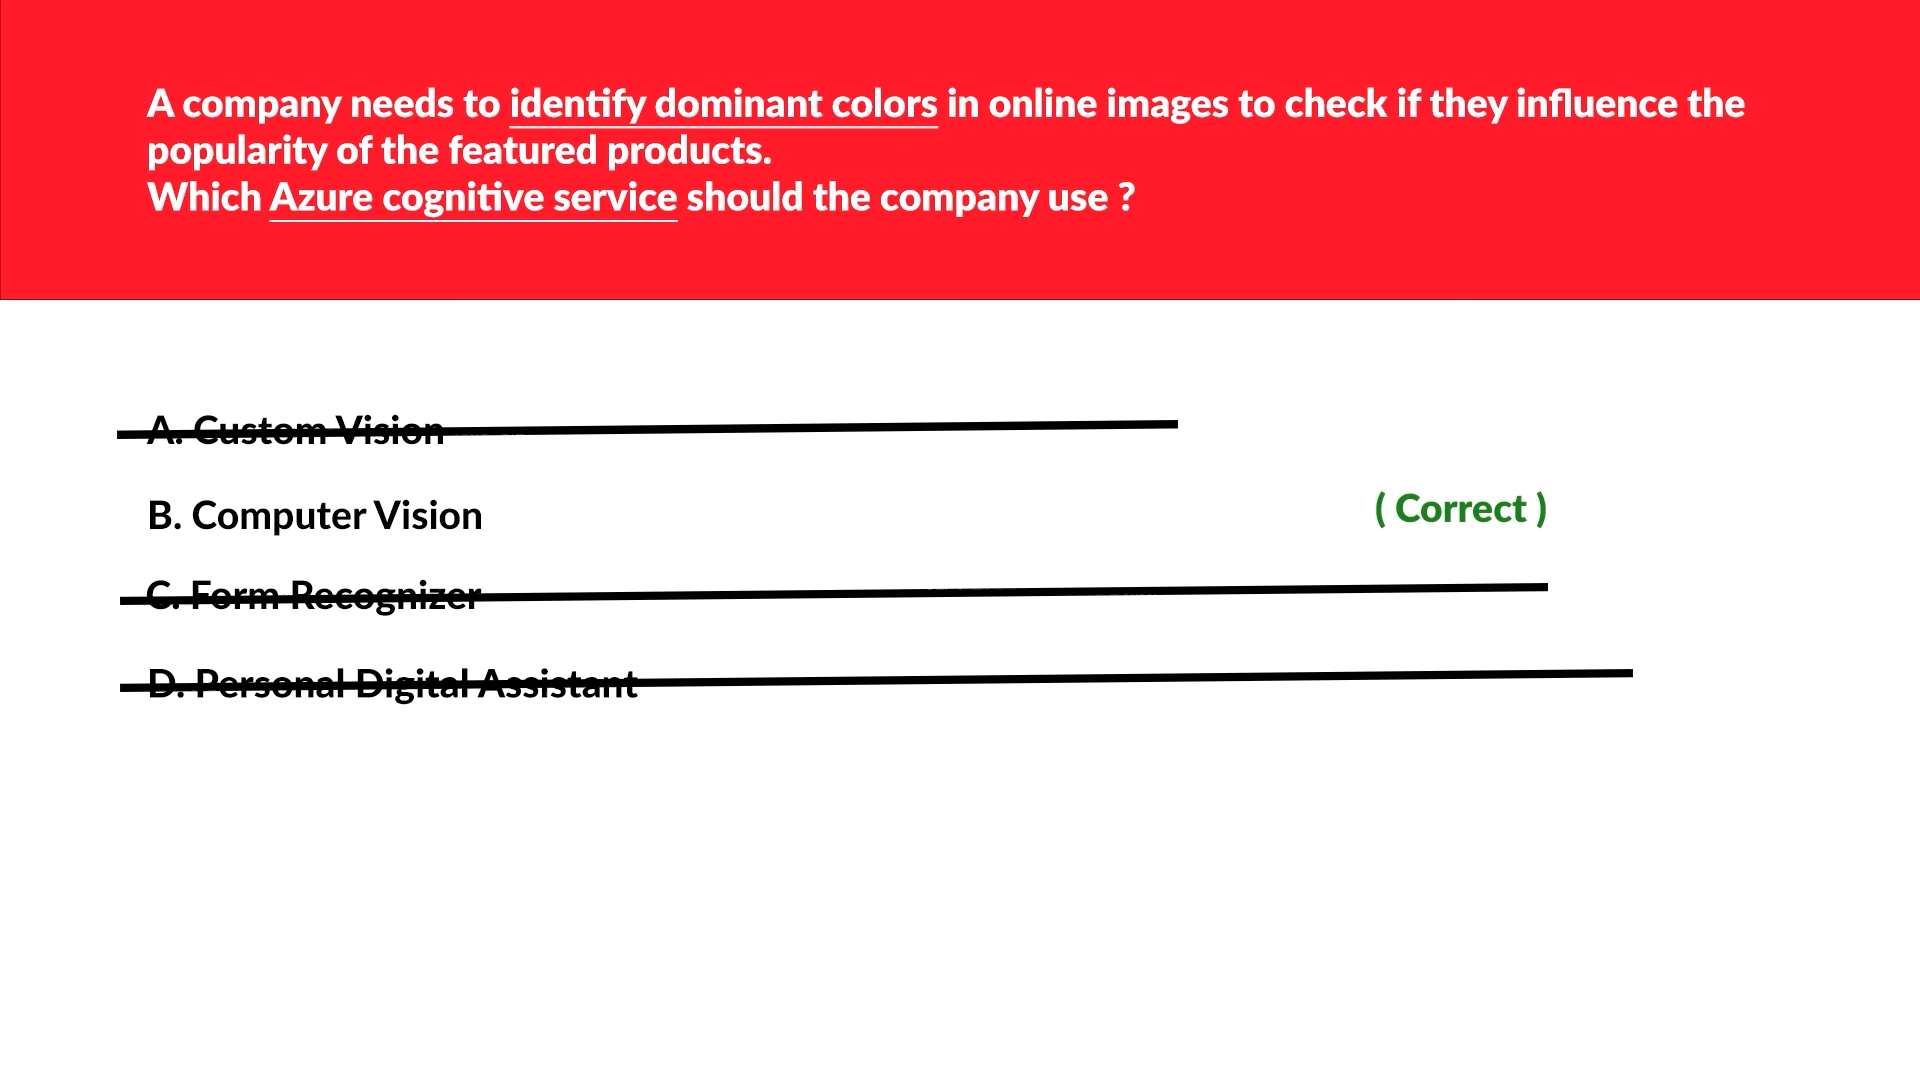 A company needs to identify dominant colors in online images to check if they influence the
popularity of the featured products.
Which Azure cognitive service should the company use ?
A. Custom Vision
B. Computer Vision
( Correct )
C. Form Recognizer
D. Personal Digital Assistant